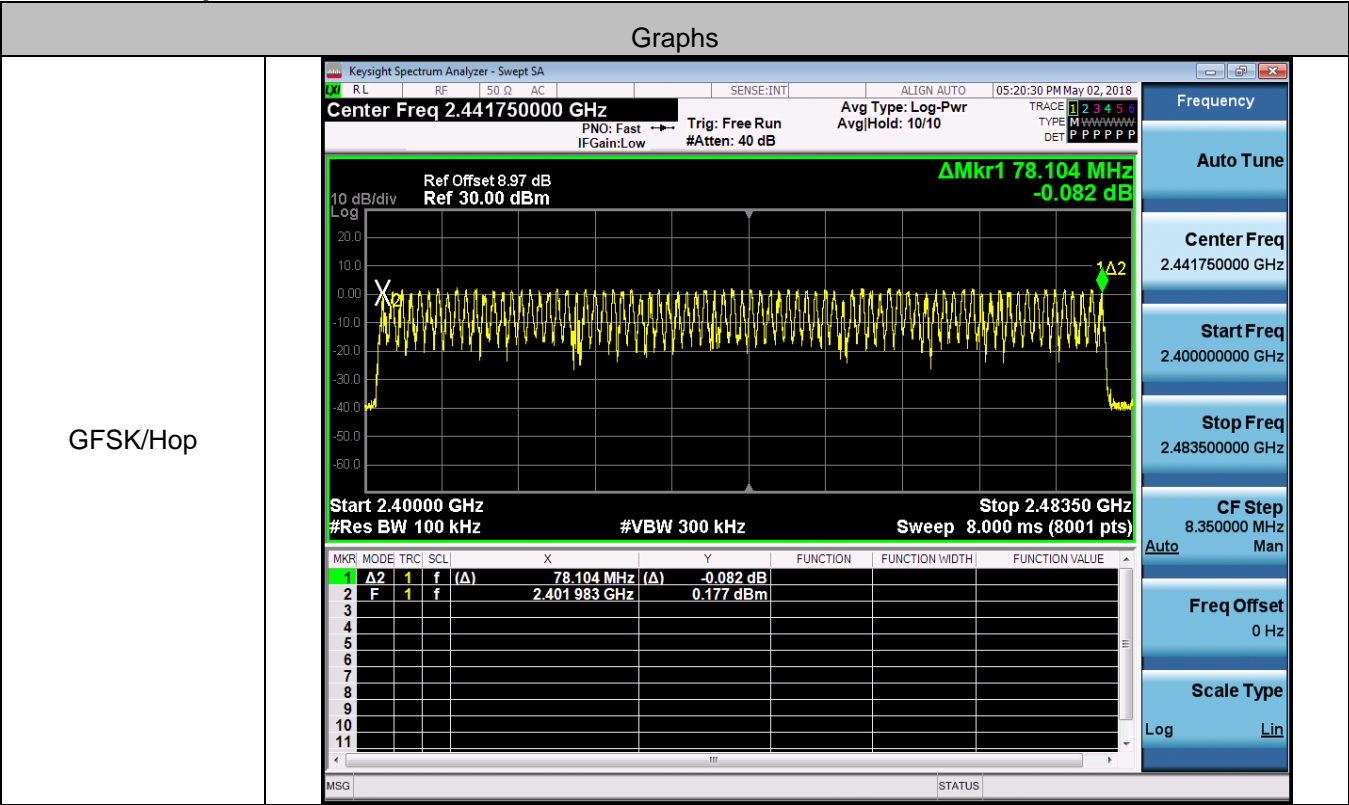 Graphs
GFSK/Hop
Keysight Spectrum Analyzer - Swept SA
LXI RL RF 50 Ω AC SENSE:INT ALIGN AUTO 05:20:30 PM May 02, 2018
Center Freq 2.441750000 GHz
PNO: Fast
IFGain:Low
Trig: Free Run
#Atten: 40 dB
Avg Type: Log-Pwr
Avg|Hold: 10/10
TRACE 1 2 3 4 5 6
TYPE M WWWWW
DET P P P P P P
ΔMkr1 78.104 MHz
-0.082 dB
Ref Offset 8.97 dB
10 dB/div Ref 30.00 dBm
Log
20.0
10.0
0.00
-10.0
-20.0
-30.0
-40.0
-50.0
-60.0
1Δ2
Start 2.40000 GHz Stop 2.48350 GHz
#Res BW 100 kHz #VBW 300 kHz Sweep 8.000 ms (8001 pts)
MKR MODE TRC SCL X Y FUNCTION FUNCTION WIDTH FUNCTION VALUE
1 Δ2 1 f (Δ) 78.104 MHz (Δ) -0.082 dB
2 F 1 f 2.401 983 GHz 0.177 dBm
3
4
5
6
7
8
9
10
11
MSG STATUS
Frequency
Auto Tune
Center Freq
2.441750000 GHz
Start Freq
2.400000000 GHz
Stop Freq
2.483500000 GHz
CF Step
8.350000 MHz
Auto Man
Freq Offset
0 Hz
Scale Type
Log Lin